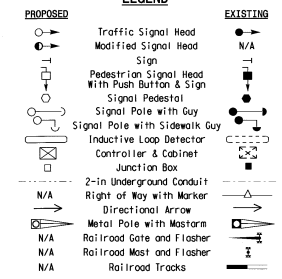 LEGEND
PROPOSED EXISTING
Traffic Signal Head
Modified Signal Head N/A
Sign
Pedestrian Signal Head
With Push Button & Sign
Signal Pedestal
Signal Pole with Guy
Signal Pole with Sidewalk Guy
Inductive Loop Detector
Controller & Cabinet
Junction Box
2-in Underground Conduit
N/A Right of Way with Marker
Directional Arrow
Metal Pole with Mastarm
N/A Railroad Gate and Flasher
N/A Railroad Mast and Flasher
N/A Railroad Tracks